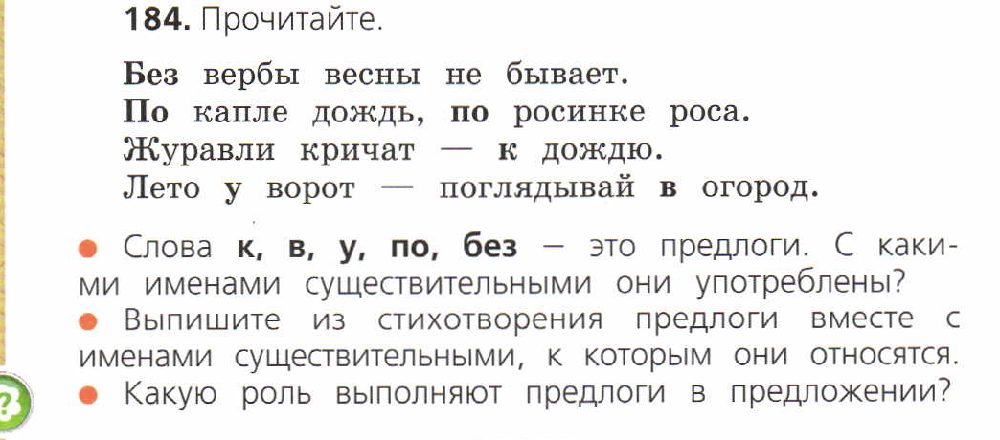 184. Прочитайте.
Без вербы весны не бывает.
По капле дождь, по росинке роса.
Журавли кричат — к дождю.
Лето у ворот — поглядывай в огород.
● Слова к, в, у, по, без — это предлоги. С каки-
ми именами существительными они употреблены?
● Выпишите из стихотворения предлоги вместе с
именами существительными, к которым они относятся.
● Какую роль выполняют предлоги в предложении?
?